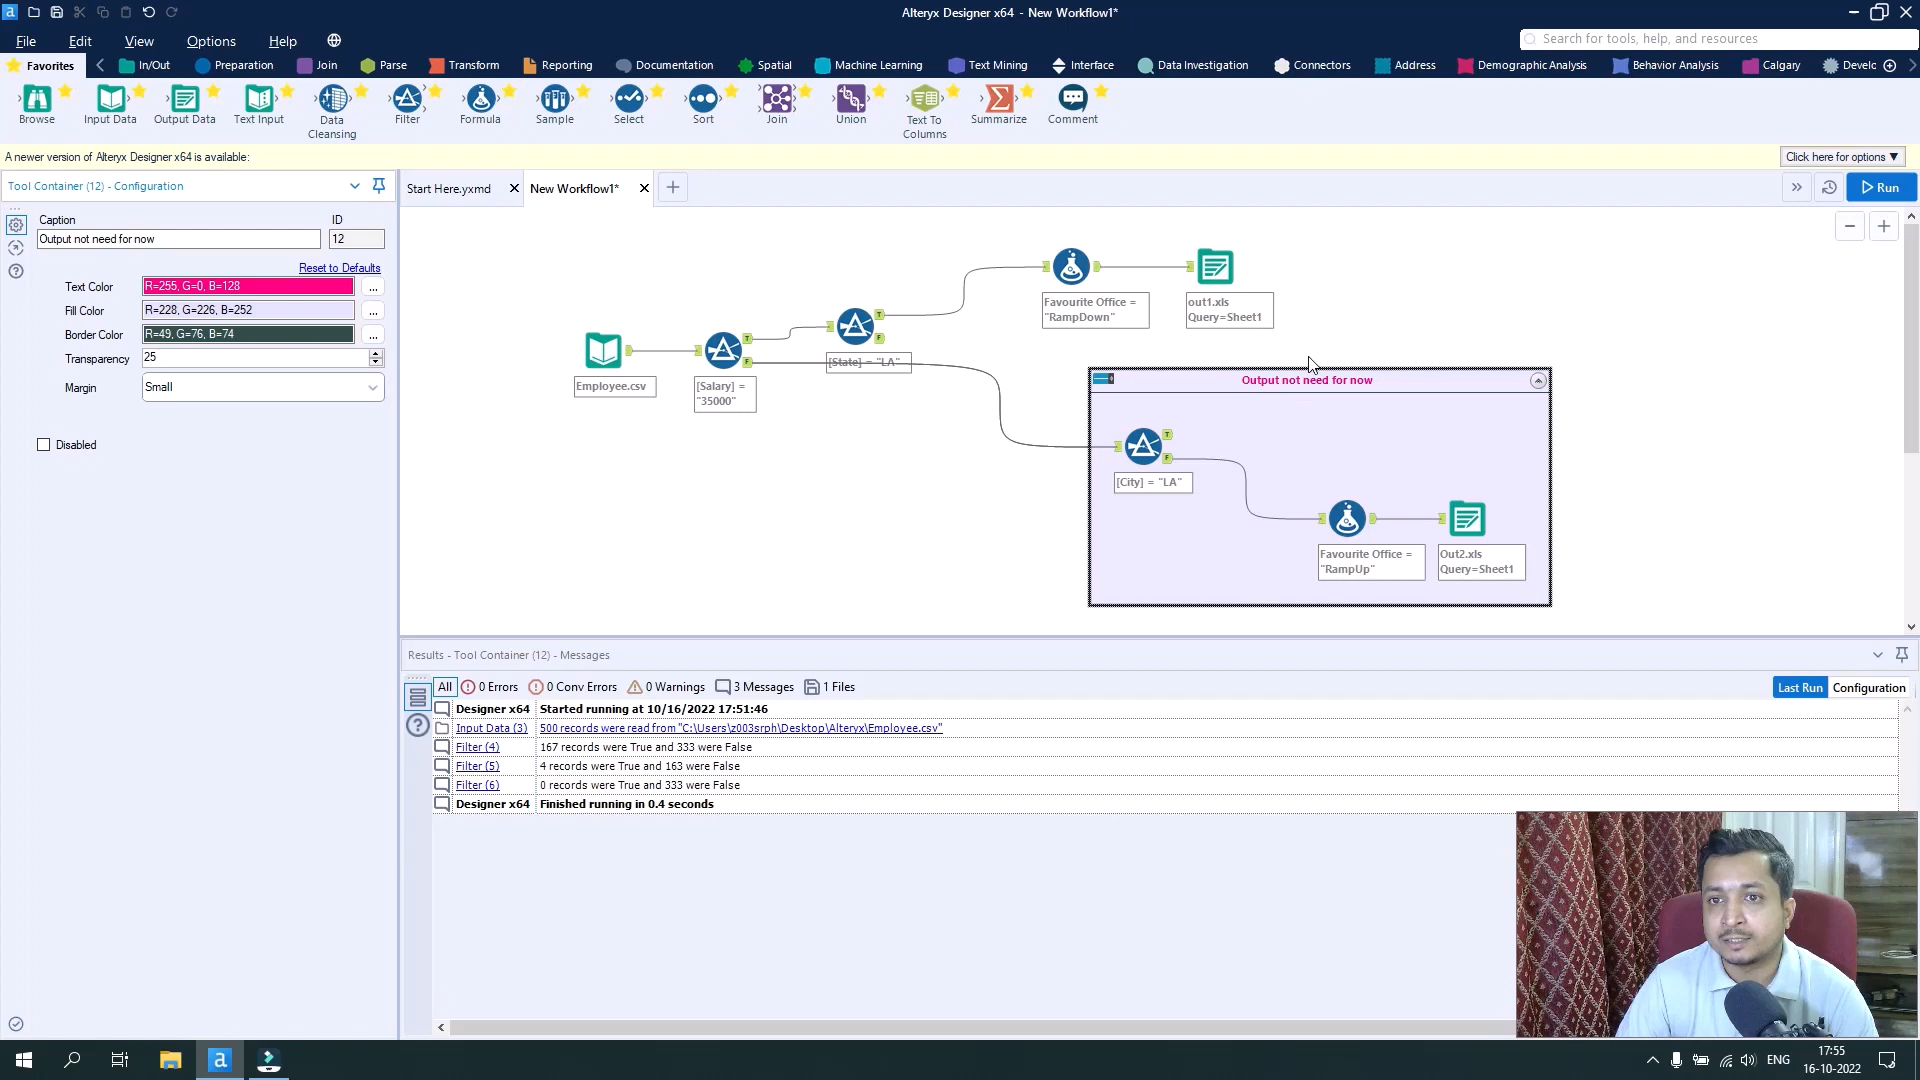 Alteryx Designer x64 - New Workflow1*
File Edit View Options Help
Search for tools, help, and resources
Favorites In/Out Preparation Join Parse Transform Reporting Documentation Spatial Machine Learning Text Mining Interface Data Investigation Connectors Address Demographic Analysis Behavior Analysis Calgary Develo
Browse Input Data Output Data Text Input Data Cleansing Filter Formula Sample Select Sort Join Union Text To Columns Summarize Comment
A newer version of Alteryx Designer x64 is available:
Click here for options ▼
Tool Container (12) - Configuration
Start Here.yxmd New Workflow1*
Run
Caption ID
Output not need for now 12
Reset to Defaults
Text Color R=255, G=0, B=128 ...
Fill Color R=228, G=226, B=252 ...
Border Color R=49, G=76, B=74 ...
Transparency 25
Margin Small
Disabled
Employee.csv
[Salary] =
"35000"
T
F
[State] = "LA"
T
F
Favourite Office =
"RampDown"
out1.xls
Query=Sheet1
Output not need for now
T
F
[City] = "LA"
Favourite Office =
"RampUp"
Out2.xls
Query=Sheet1
Results - Tool Container (12) - Messages
All 0 Errors 0 Conv Errors 0 Warnings 3 Messages 1 Files
Last Run Configuration
Designer x64 Started running at 10/16/2022 17:51:46
Input Data (3) 500 records were read from "C:\Users\z003srph\Desktop\Alteryx\Employee.csv"
Filter (4) 167 records were True and 333 were False
Filter (5) 4 records were True and 163 were False
Filter (6) 0 records were True and 333 were False
Designer x64 Finished running in 0.4 seconds
ENG
17:55
16-10-2022